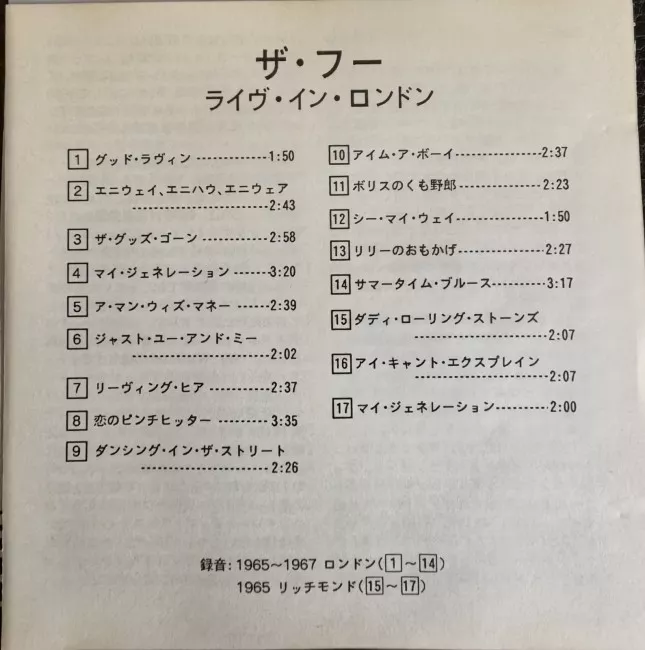 ザ・フー
ライヴ・イン・ロンドン
1 グッド・ラヴィン ------------1:50
2 エニウェイ、エニハウ、エニウェア
-----------------------2:43
3 ザ・グッズ・ゴーン -----------2:58
4 マイ・ジェネレーション ------3:20
5 ア・マン・ウィズ・マネー ------2:39
6 ジャスト・ユー・アンド・ミー
-----------------------2:02
7 リーヴィング・ヒア ----------2:37
8 恋のピンチヒッター --------- 3:35
9 ダンシング・イン・ザ・ストリート
---------------------- 2:26
10 アイム・ア・ボーイ---------------2:37
11 ボリスのくも野郎 --------------2:23
12 シー・マイ・ウェイ---------------1:50
13 リリーのおもかげ---------------2:27
14 サマータイム・ブルース---------3:17
15 ダディ・ローリング・ストーンズ
----------------------2:07
16 アイ・キャント・エクスプレイン
----------------------2:07
17 マイ・ジェネレーション---------2:00
録音:1965～1967 ロンドン(1～14)
1965 リッチモンド(15～17)